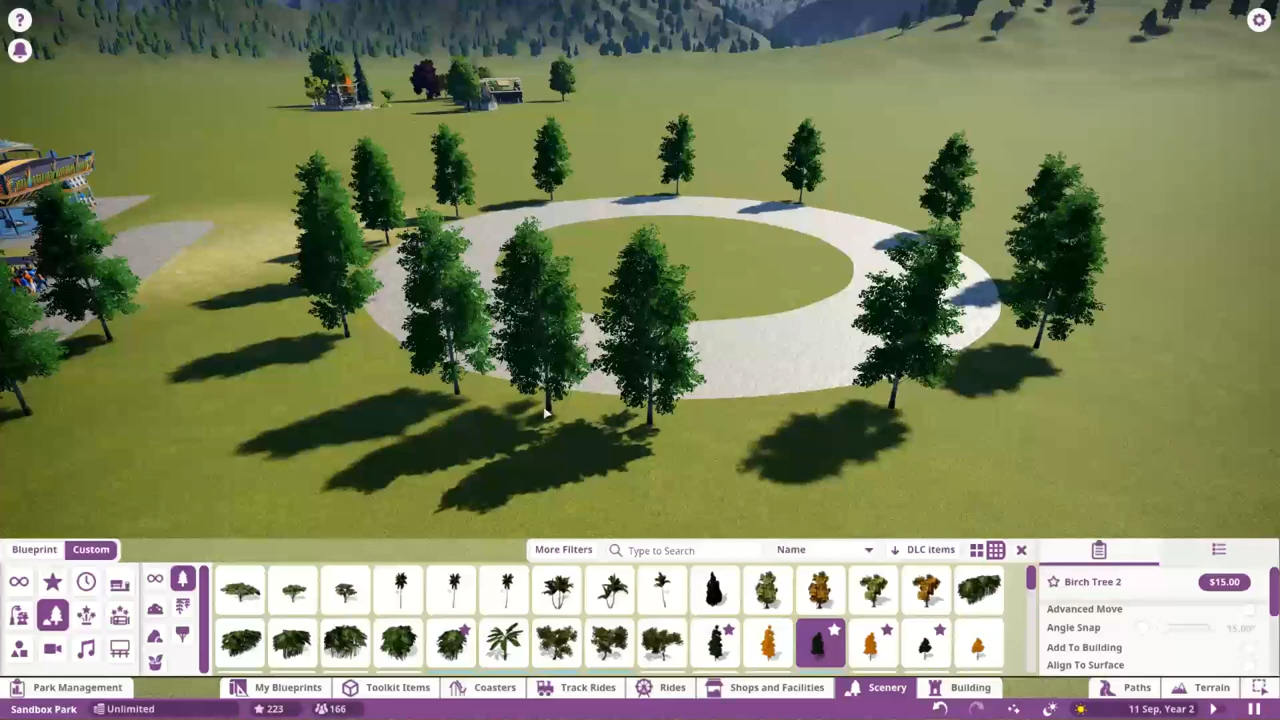 ?
Blueprint Custom More Filters Type to Search Name DLC items
Birch Tree 2 $15.00
Advanced Move
Angle Snap 15.00°
Add To Building
Align To Surface
Park Management My Blueprints Toolkit Items Coasters Track Rides Rides Shops and Facilities Scenery Building Paths Terrain
Sandbox Park Unlimited 223 166 11 Sep, Year 2